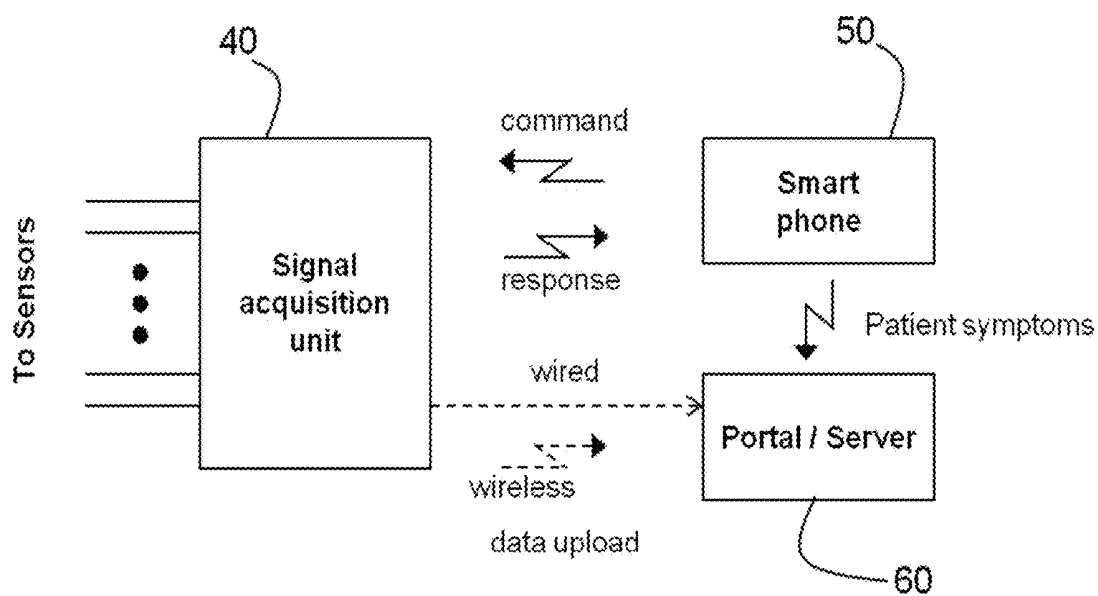 40
50
command
Smart
phone
To Sensors
Signal
acquisition
unit
response
Patient symptoms
wired
Portal / Server
wireless
data upload
60